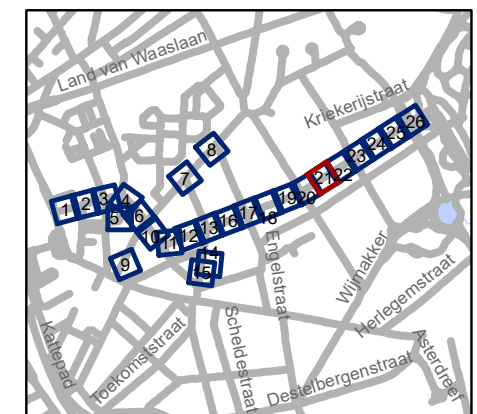 Land van Waaslaan
Kriekerijstraat
8
7
1
2
3
4
5
6
9
10
11
12
13
14
15
16
17
18
19
20
21
22
23
24
25
26
Engelstraat
Wijmakker
Herlegemstraat
Kattepad
Toekomststraat
Scheldestraat
Destelbergenstraat
Asterdreef